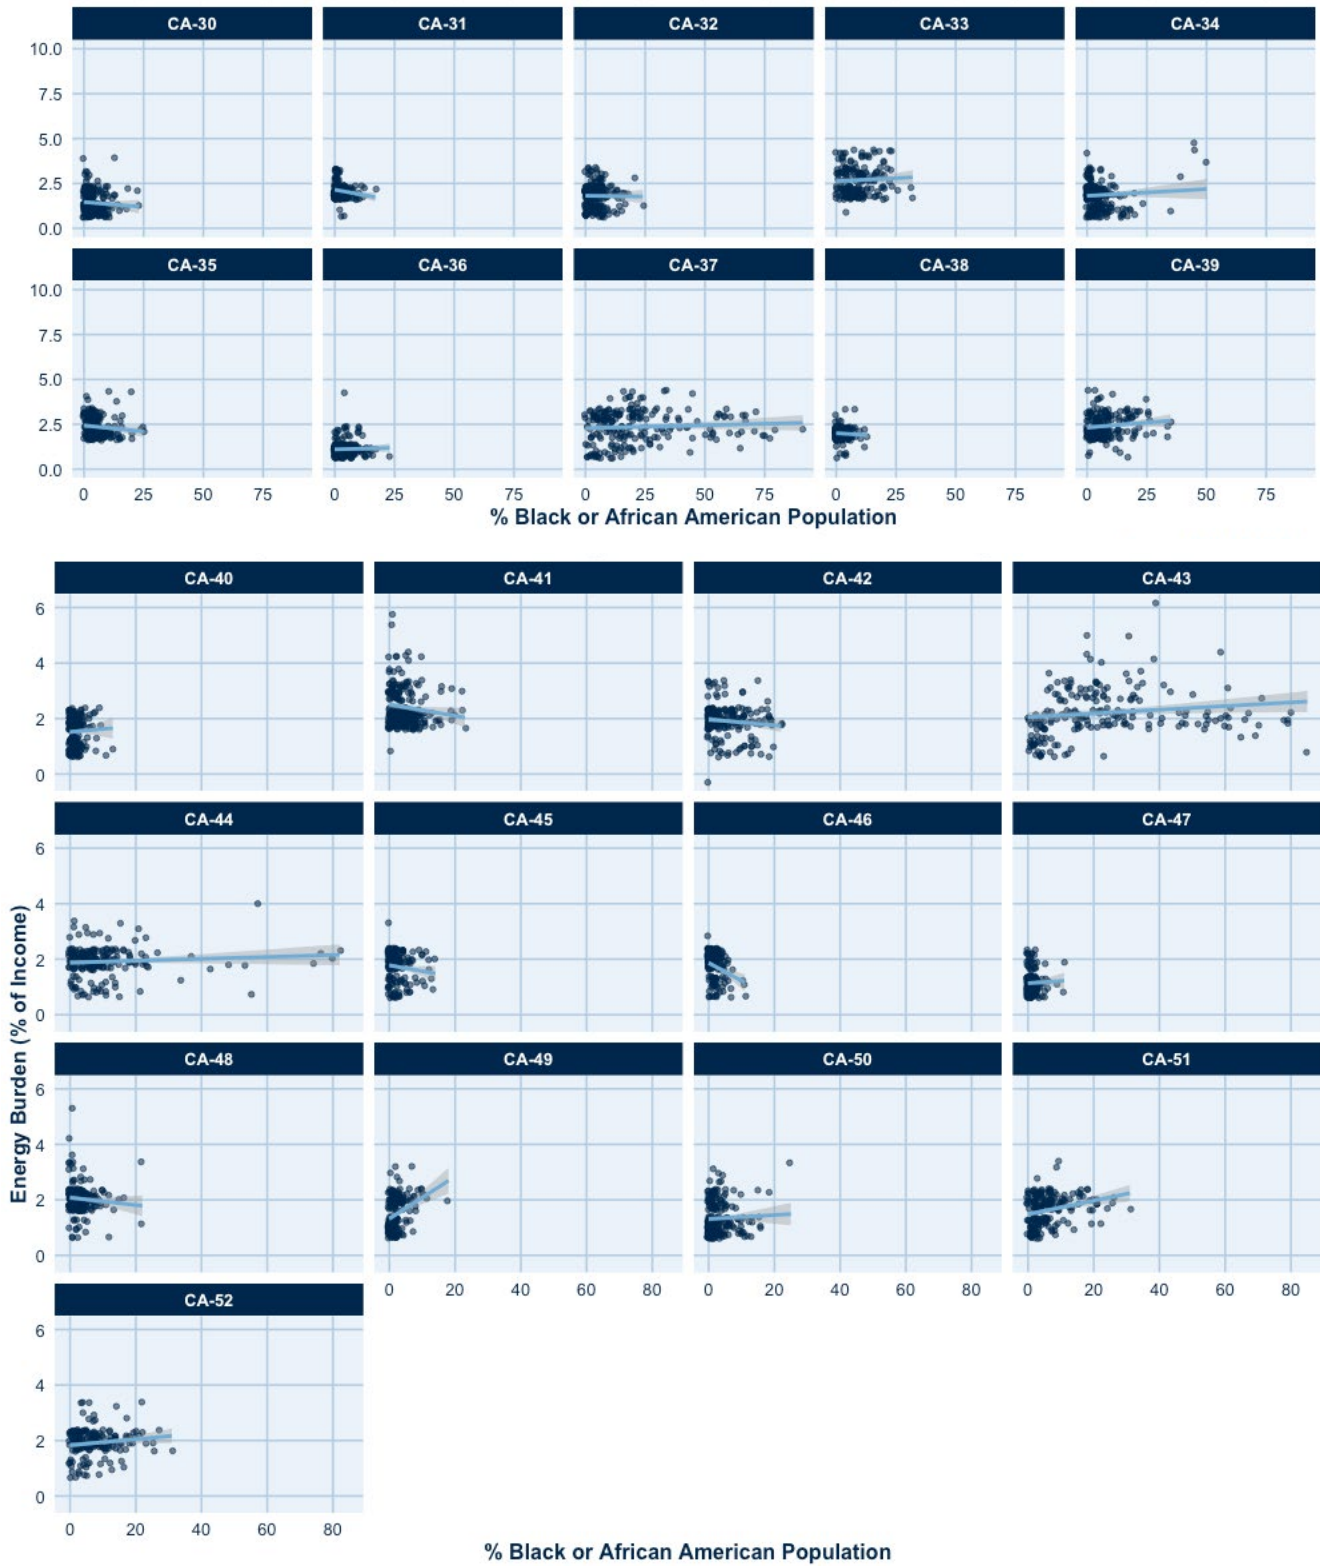 CA-30 CA-31 CA-32 CA-33 CA-34
10.0
7.5
5.0
2.5
0.0
CA-35 CA-36 CA-37 CA-38 CA-39
10.0
7.5
5.0
2.5
0.0
0 25 50 75 0 25 50 75 0 25 50 75 0 25 50 75 0 25 50 75
% Black or African American Population
CA-40 CA-41 CA-42 CA-43
6
4
2
0
CA-44 CA-45 CA-46 CA-47
6
4
2
0
Energy Burden (% of Income)
CA-48 CA-49 CA-50 CA-51
6
4
2
0
0 20 40 60 80 0 20 40 60 80 0 20 40 60 80
CA-52
6
4
2
0
0 20 40 60 80
% Black or African American Population